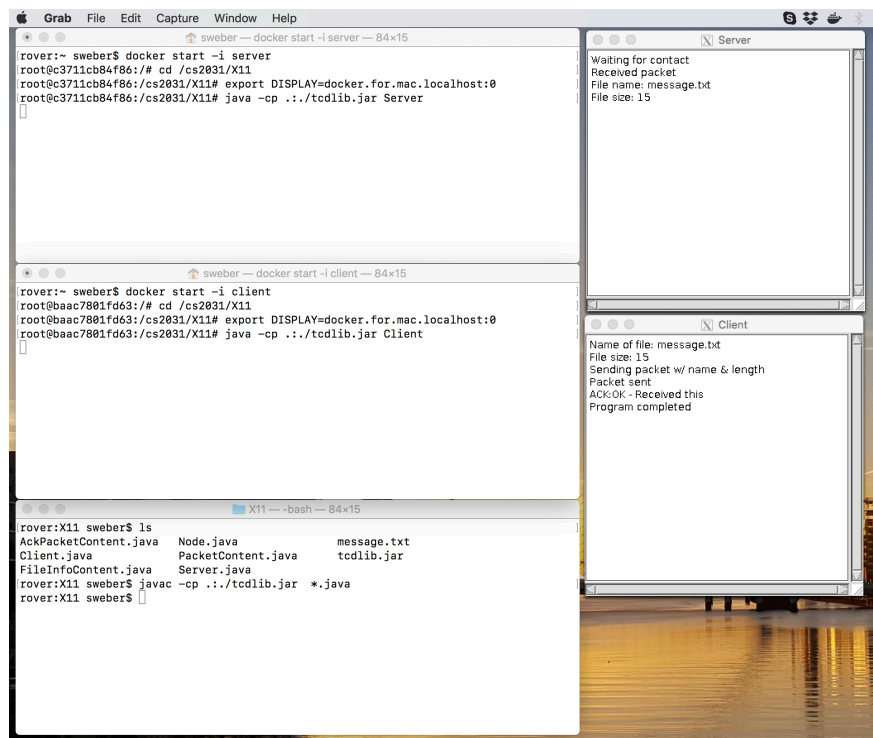 Grab File Edit Capture Window Help
sweber — docker start -i server — 84×15
rover:~ sweber$ docker start -i server
root@c3711cb84f86:/# cd /cs2031/X11
root@c3711cb84f86:/cs2031/X11# export DISPLAY=docker.for.mac.localhost:0
root@c3711cb84f86:/cs2031/X11# java -cp .:./tcdlib.jar Server
Server
Waiting for contact
Received packet
File name: message.txt
File size: 15
sweber — docker start -i client — 84×15
rover:~ sweber$ docker start -i client
root@baac7801fd63:/# cd /cs2031/X11
root@baac7801fd63:/cs2031/X11# export DISPLAY=docker.for.mac.localhost:0
root@baac7801fd63:/cs2031/X11# java -cp .:./tcdlib.jar Client
Client
Name of file: message.txt
File size: 15
Sending packet w/ name & length
Packet sent
ACK:OK - Received this
Program completed
X11 — -bash — 84×15
rover:X11 sweber$ ls
AckPacketContent.java Node.java message.txt
Client.java PacketContent.java tcdlib.jar
FileInfoContent.java Server.java
rover:X11 sweber$ javac -cp .:./tcdlib.jar *.java
rover:X11 sweber$